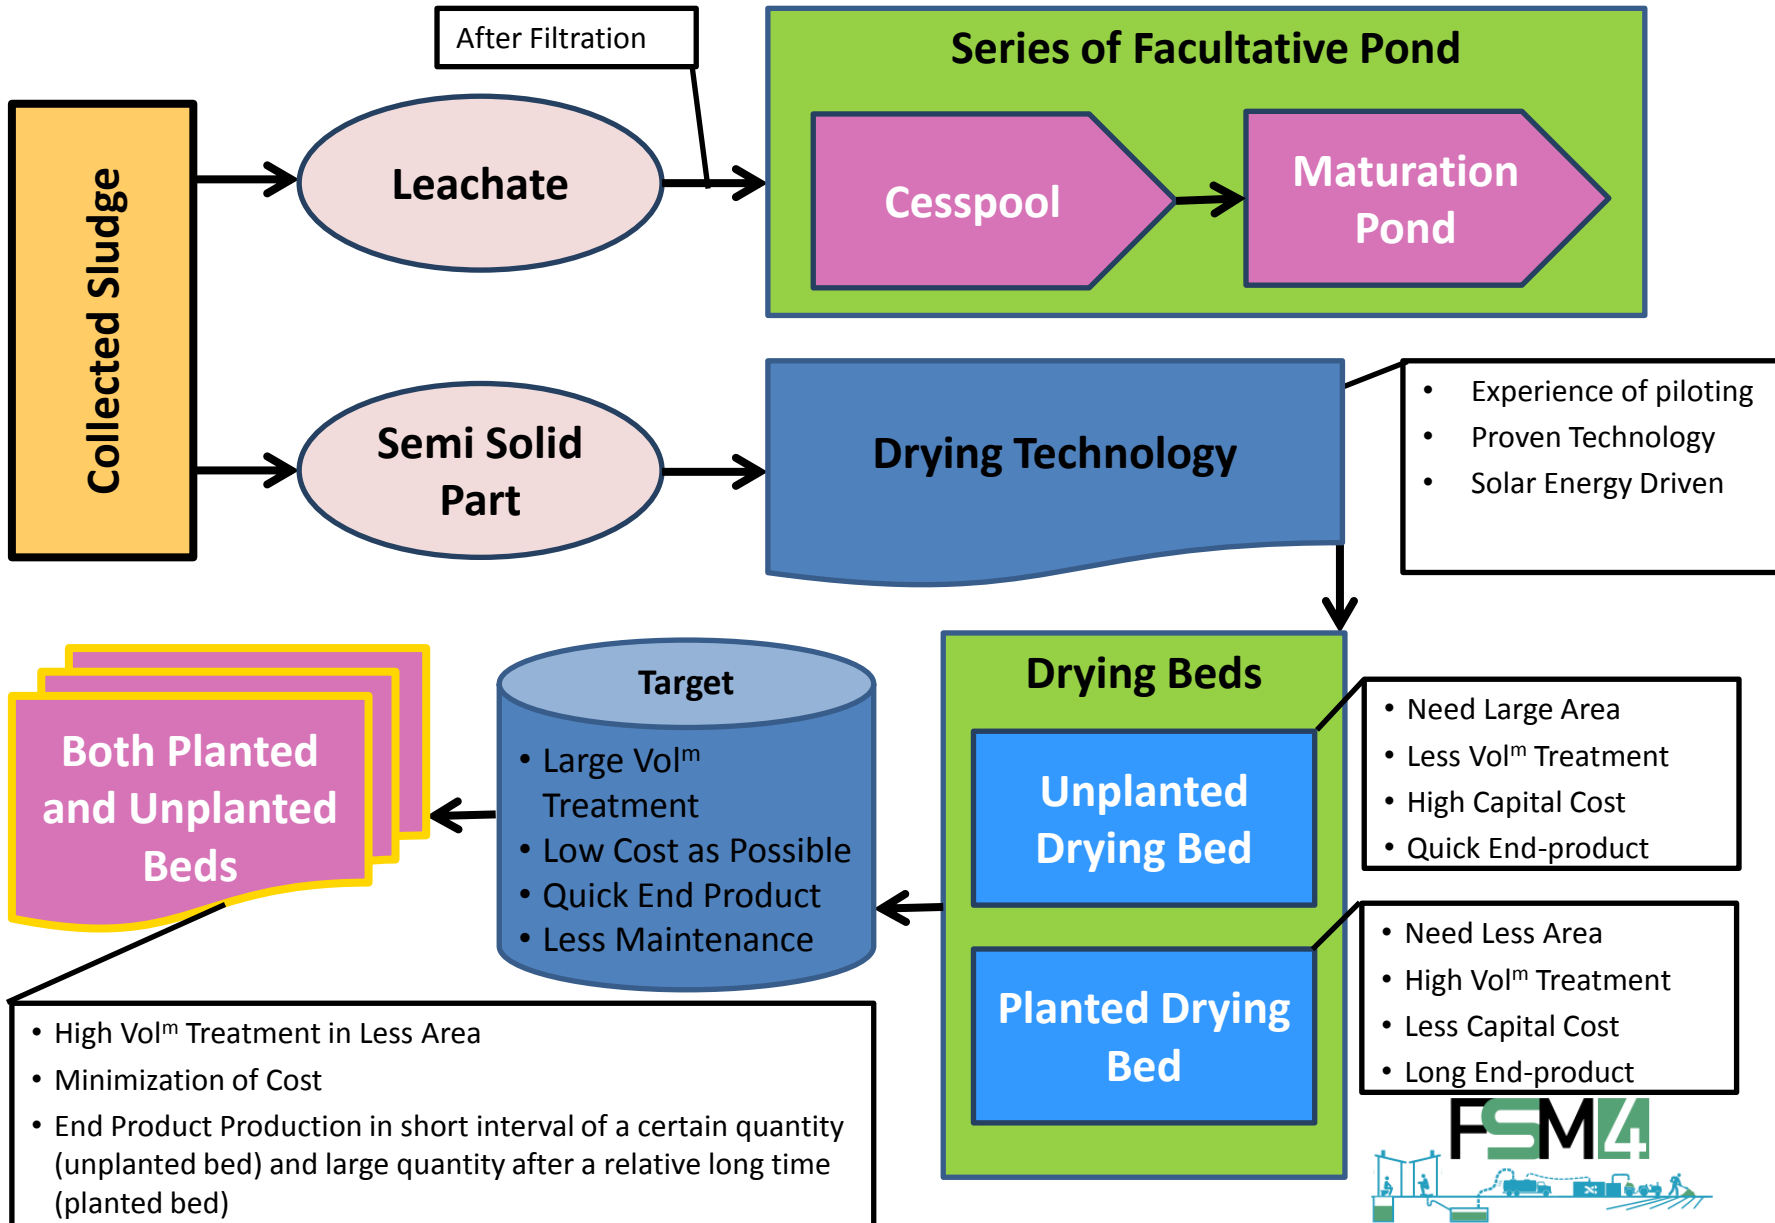 After Filtration
Series of Facultative Pond
Collected Sludge
Leachate
Cesspool
Maturation
Pond
Semi Solid
Part
Drying Technology
• Experience of piloting
• Proven Technology
• Solar Energy Driven
Both Planted
and Unplanted
Beds
Target
• Large Volᵐ
Treatment
• Low Cost as Possible
• Quick End Product
• Less Maintenance
Drying Beds
Unplanted
Drying Bed
Planted Drying
Bed
• Need Large Area
• Less Volᵐ Treatment
• High Capital Cost
• Quick End-product
• Need Less Area
• High Volᵐ Treatment
• Less Capital Cost
• Long End-product
• High Volᵐ Treatment in Less Area
• Minimization of Cost
• End Product Production in short interval of a certain quantity
(unplanted bed) and large quantity after a relative long time
(planted bed)
FSM4